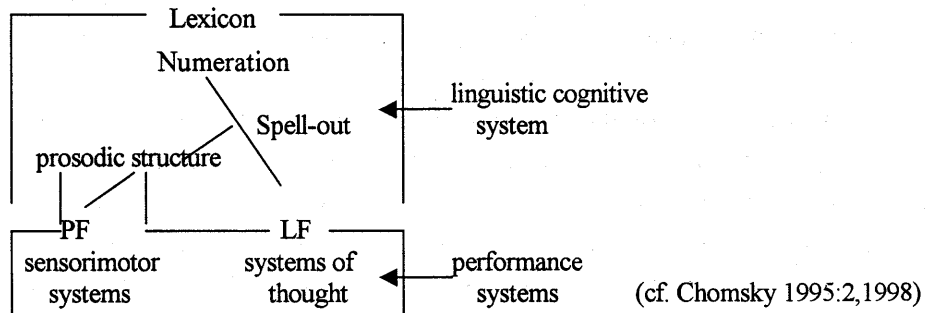 Lexicon
Numeration
linguistic cognitive
system
Spell-out
prosodic structure
PF LF
sensorimotor systems of performance
systems thought systems (cf. Chomsky 1995:2,1998)